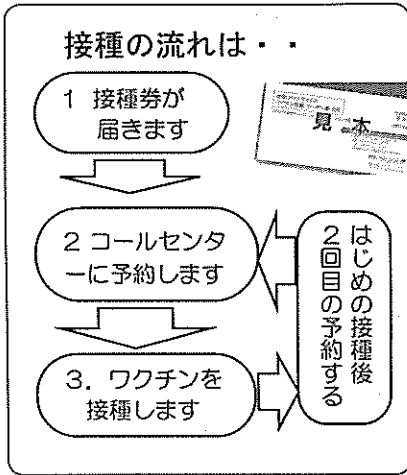 接種の流れは・・
1 接種券が
届きます
見 本
2 コールセンタ
ーに予約します
はじめの接種後
2回目の予約する
3. ワクチンを
接種します